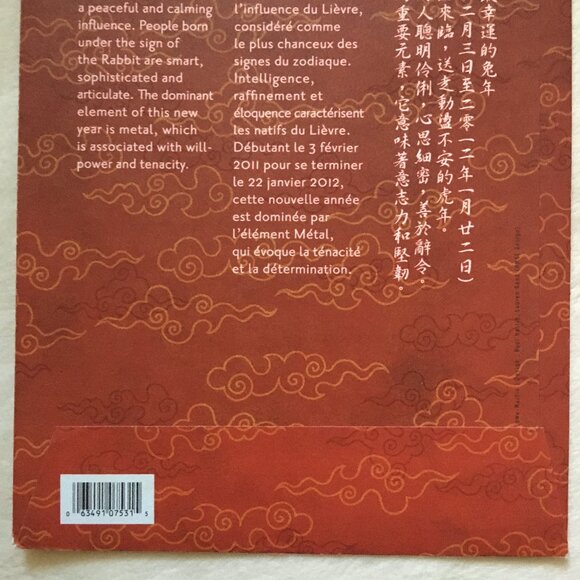 a peaceful and calming
influence. People born
under the sign of
the Rabbit are smart,
sophisticated and
articulate. The dominant
element of this new
year is metal, which
is associated with will-
power and tenacity.
l'influence du Lièvre,
considéré comme
le plus chanceux des
signes du zodiaque.
Intelligence,
raffinement et
éloquence caractérisent
les natifs du Lièvre.
Débutant le 3 février
2011 pour se terminer
le 22 janvier 2012,
cette nouvelle année
est dominée par
l'élément Métal,
qui évoque la ténacité
et la détermination.
幸運的兔年
二月三日至二零一二年一月廿二日)
來臨，送走動盪不安的虎年。
人聰明伶俐，心思細密，善於辭令。
重要元素，它意味著意志力和堅韌。
0 63491 07531 5